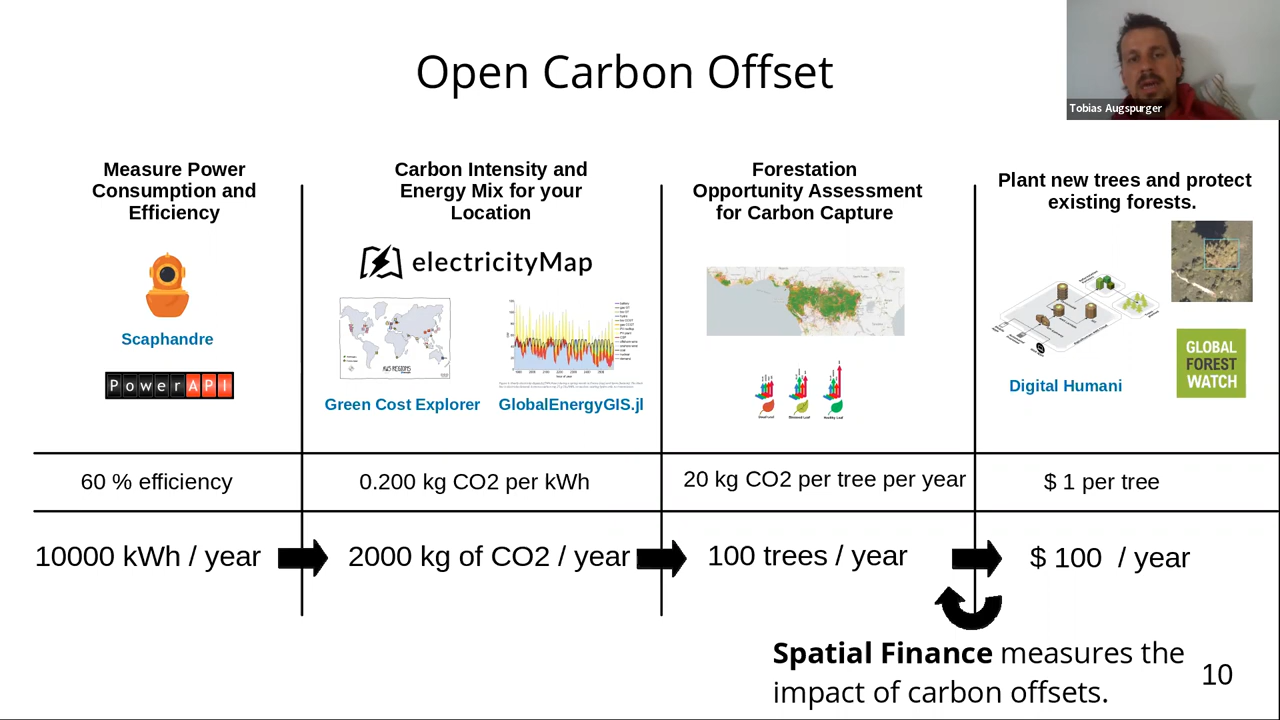 Open Carbon Offset
Tobias Augspurger
Measure Power
Consumption and
Efficiency
Scaphandre
PowerAPI
Carbon Intensity and
Energy Mix for your
Location
electricityMap
AWS REGIONS
Green Cost Explorer
GlobalEnergyGIS.jl
Forestation
Opportunity Assessment
for Carbon Capture
Plant new trees and protect
existing forests.
Digital Humani
GLOBAL
FOREST
WATCH
60 % efficiency
0.200 kg CO2 per kWh
20 kg CO2 per tree per year
$ 1 per tree
10000 kWh / year
2000 kg of CO2 / year
100 trees / year
$ 100 / year
Spatial Finance measures the
impact of carbon offsets.
10